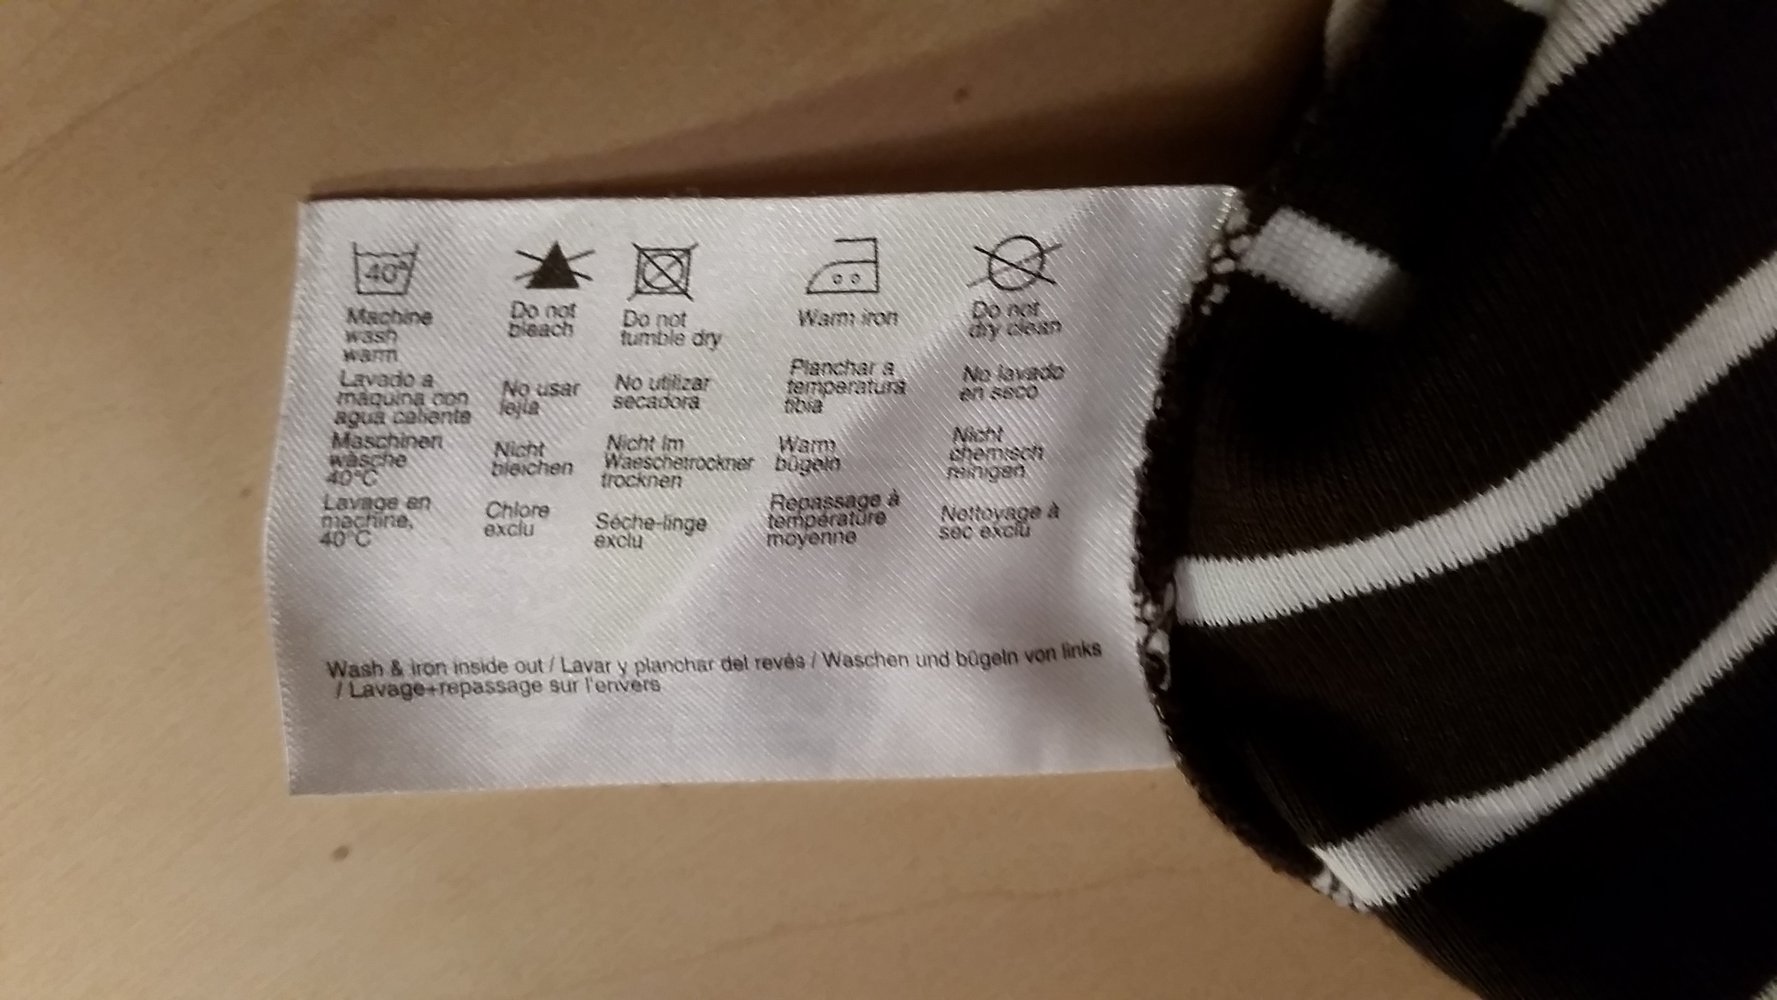 40°
Machine
wash
warm
Lavado a
máquina con
agua caliente
Maschinen
wäsche
40°C
Lavage en
machine,
40°C
Do not
bleach
No usar
lejía
Nicht
bleichen
Chlore
exclu
Do not
tumble dry
No utilizar
secadora
Nicht im
Waeschetrockner
trocknen
Séche-linge
exclu
Warm iron
Planchar a
temperatura
tibia
Warm
bügeln
Repassage à
température
moyenne
Do not
dry clean
No lavado
en seco
Nicht
chemisch
reinigen
Nettoyage à
sec exclu
Wash & iron inside out / Lavar y planchar del revés / Waschen und bügeln von links
/ Lavage+repassage sur l'envers